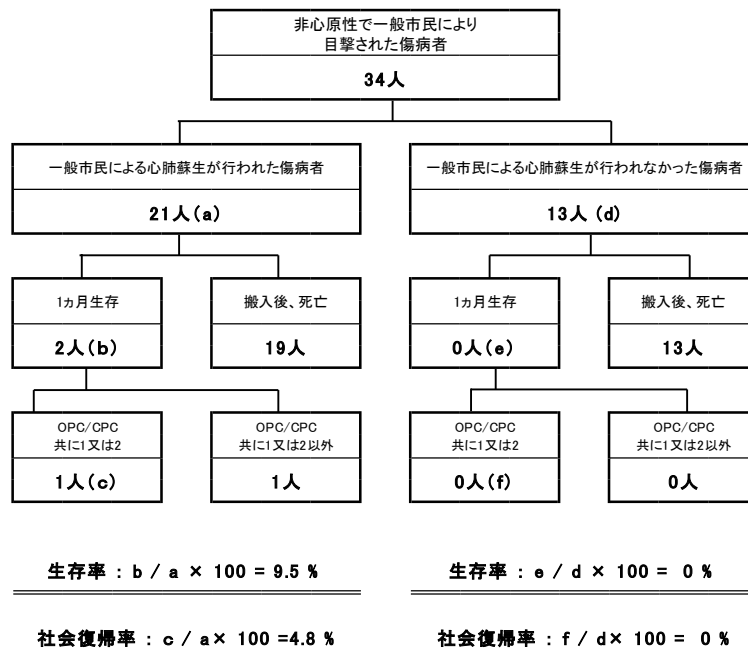 非心原性で一般市民により
目撃された傷病者
34人
一般市民による心肺蘇生が行われた傷病者
21人(a)
一般市民による心肺蘇生が行われなかった傷病者
13人 (d)
1ヵ月生存
2人(b)
搬入後、死亡
19人
1ヵ月生存
0人(e)
搬入後、死亡
13人
OPC/CPC
共に1又は2
1人(c)
OPC/CPC
共に1又は2以外
1人
OPC/CPC
共に1又は2
0人(f)
OPC/CPC
共に1又は2以外
0人
生存率 : b / a × 100 = 9.5 %
生存率 : e / d × 100 = 0 %
社会復帰率 : c / a× 100 =4.8 %
社会復帰率 : f / d× 100 = 0 %